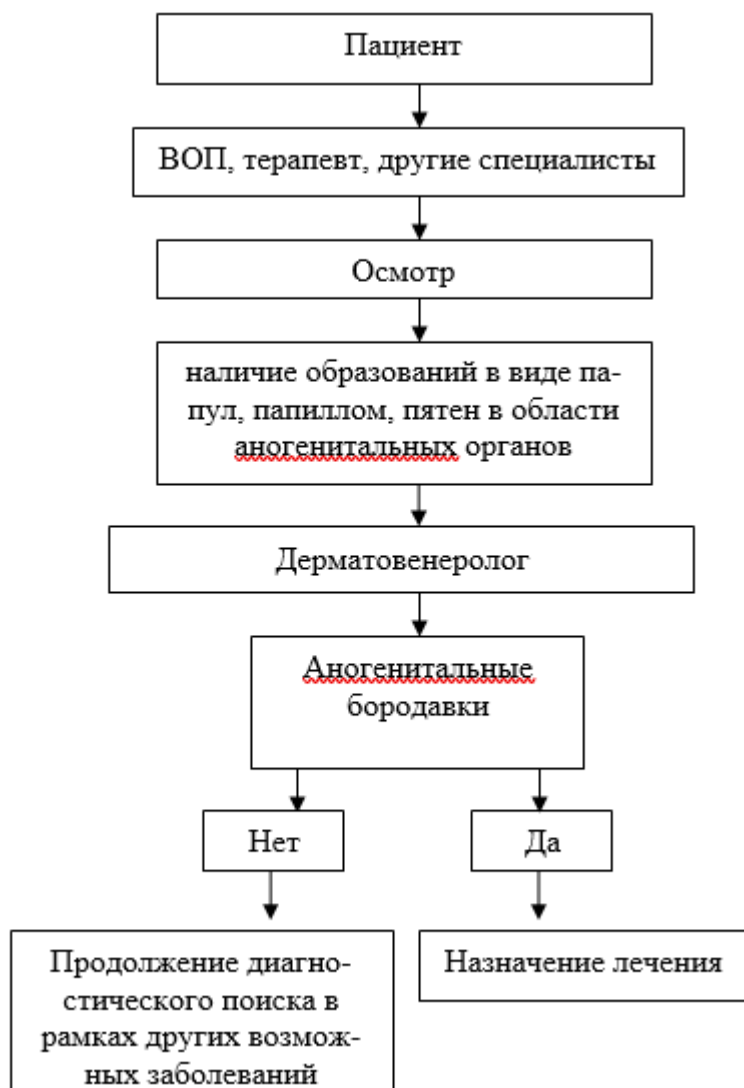 Пациент
ВОП, терапевт, другие специалисты
Осмотр
наличие образований в виде па-
пул, папиллом, пятен в области
аногенитальных органов
Дерматовенеролог
Аногенитальные
бородавки
Нет
Да
Продолжение диагно-
стического поиска в
рамках других возмож-
ных заболеваний
Назначение лечения